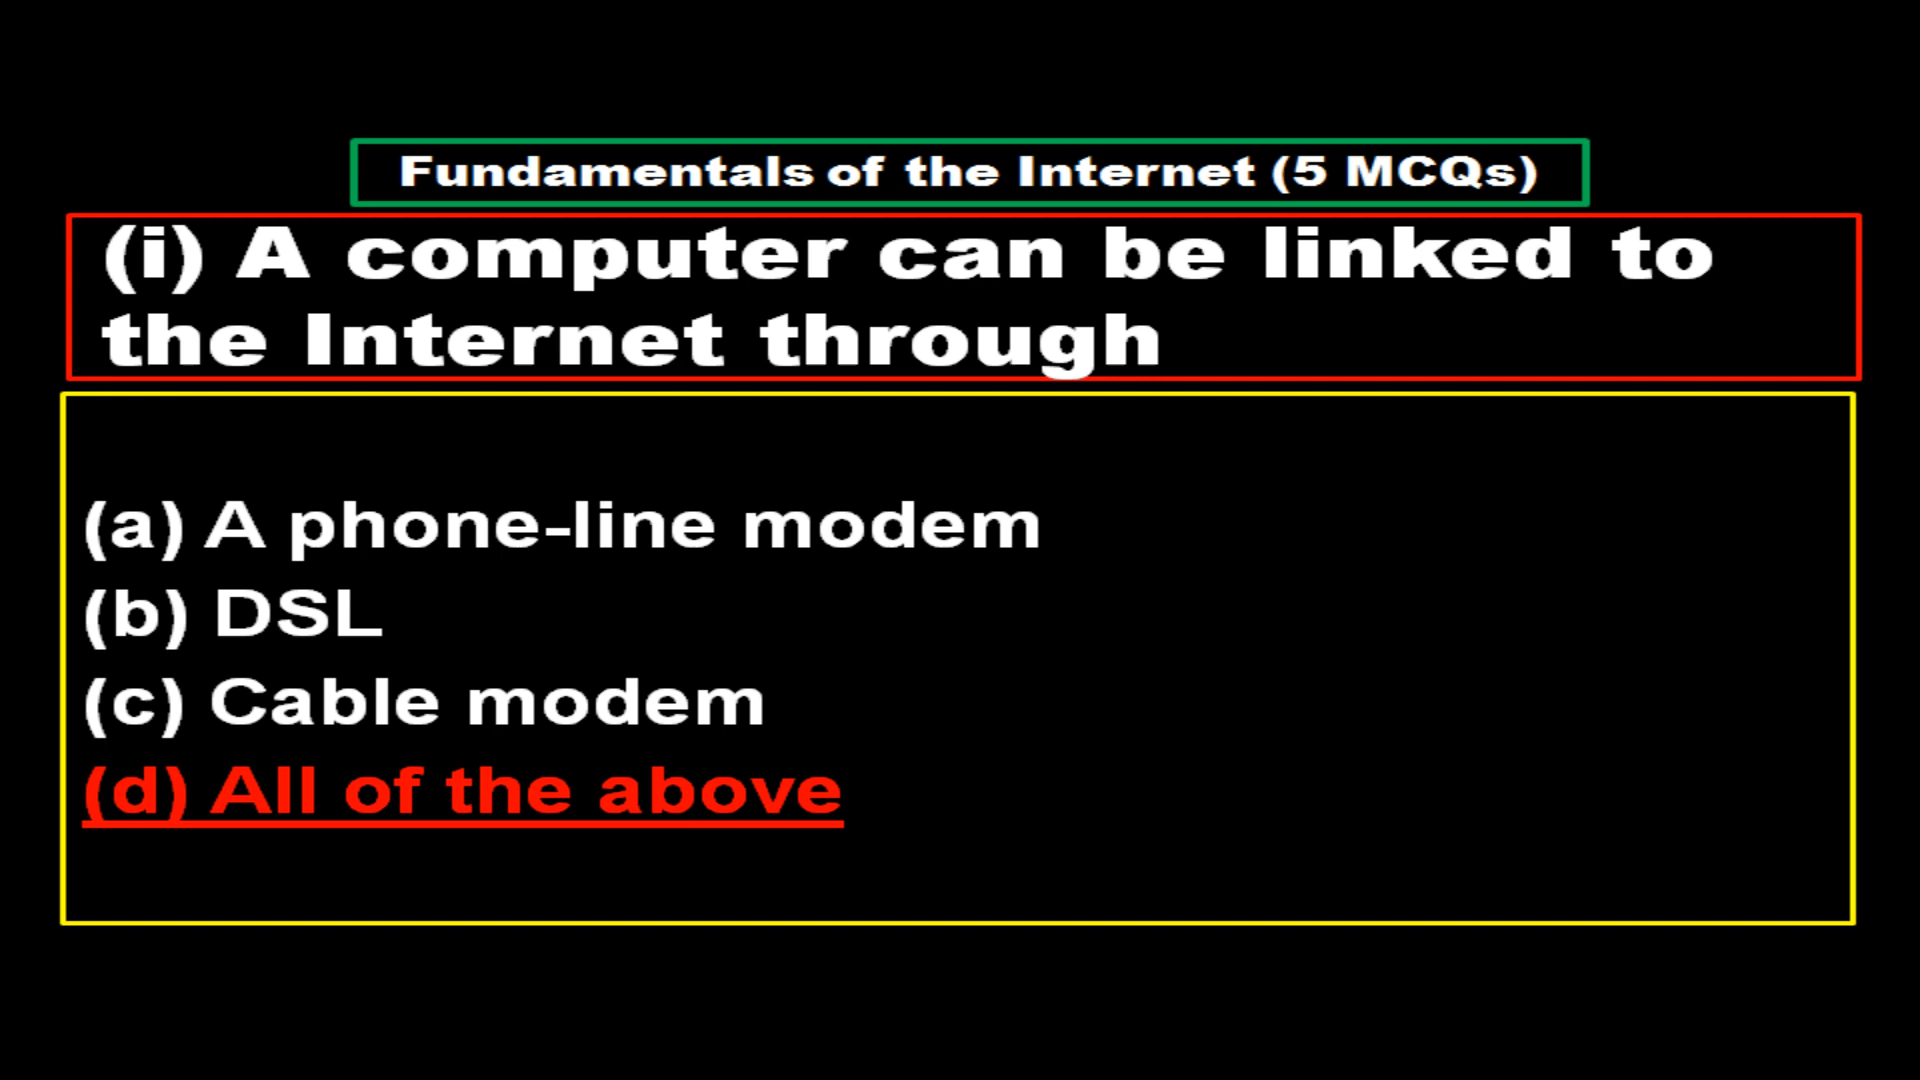 Fundamentals of the Internet (5 MCQs)
(i) A computer can be linked to
the Internet through
(a) A phone-line modem
(b) DSL
(c) Cable modem
(d) All of the above